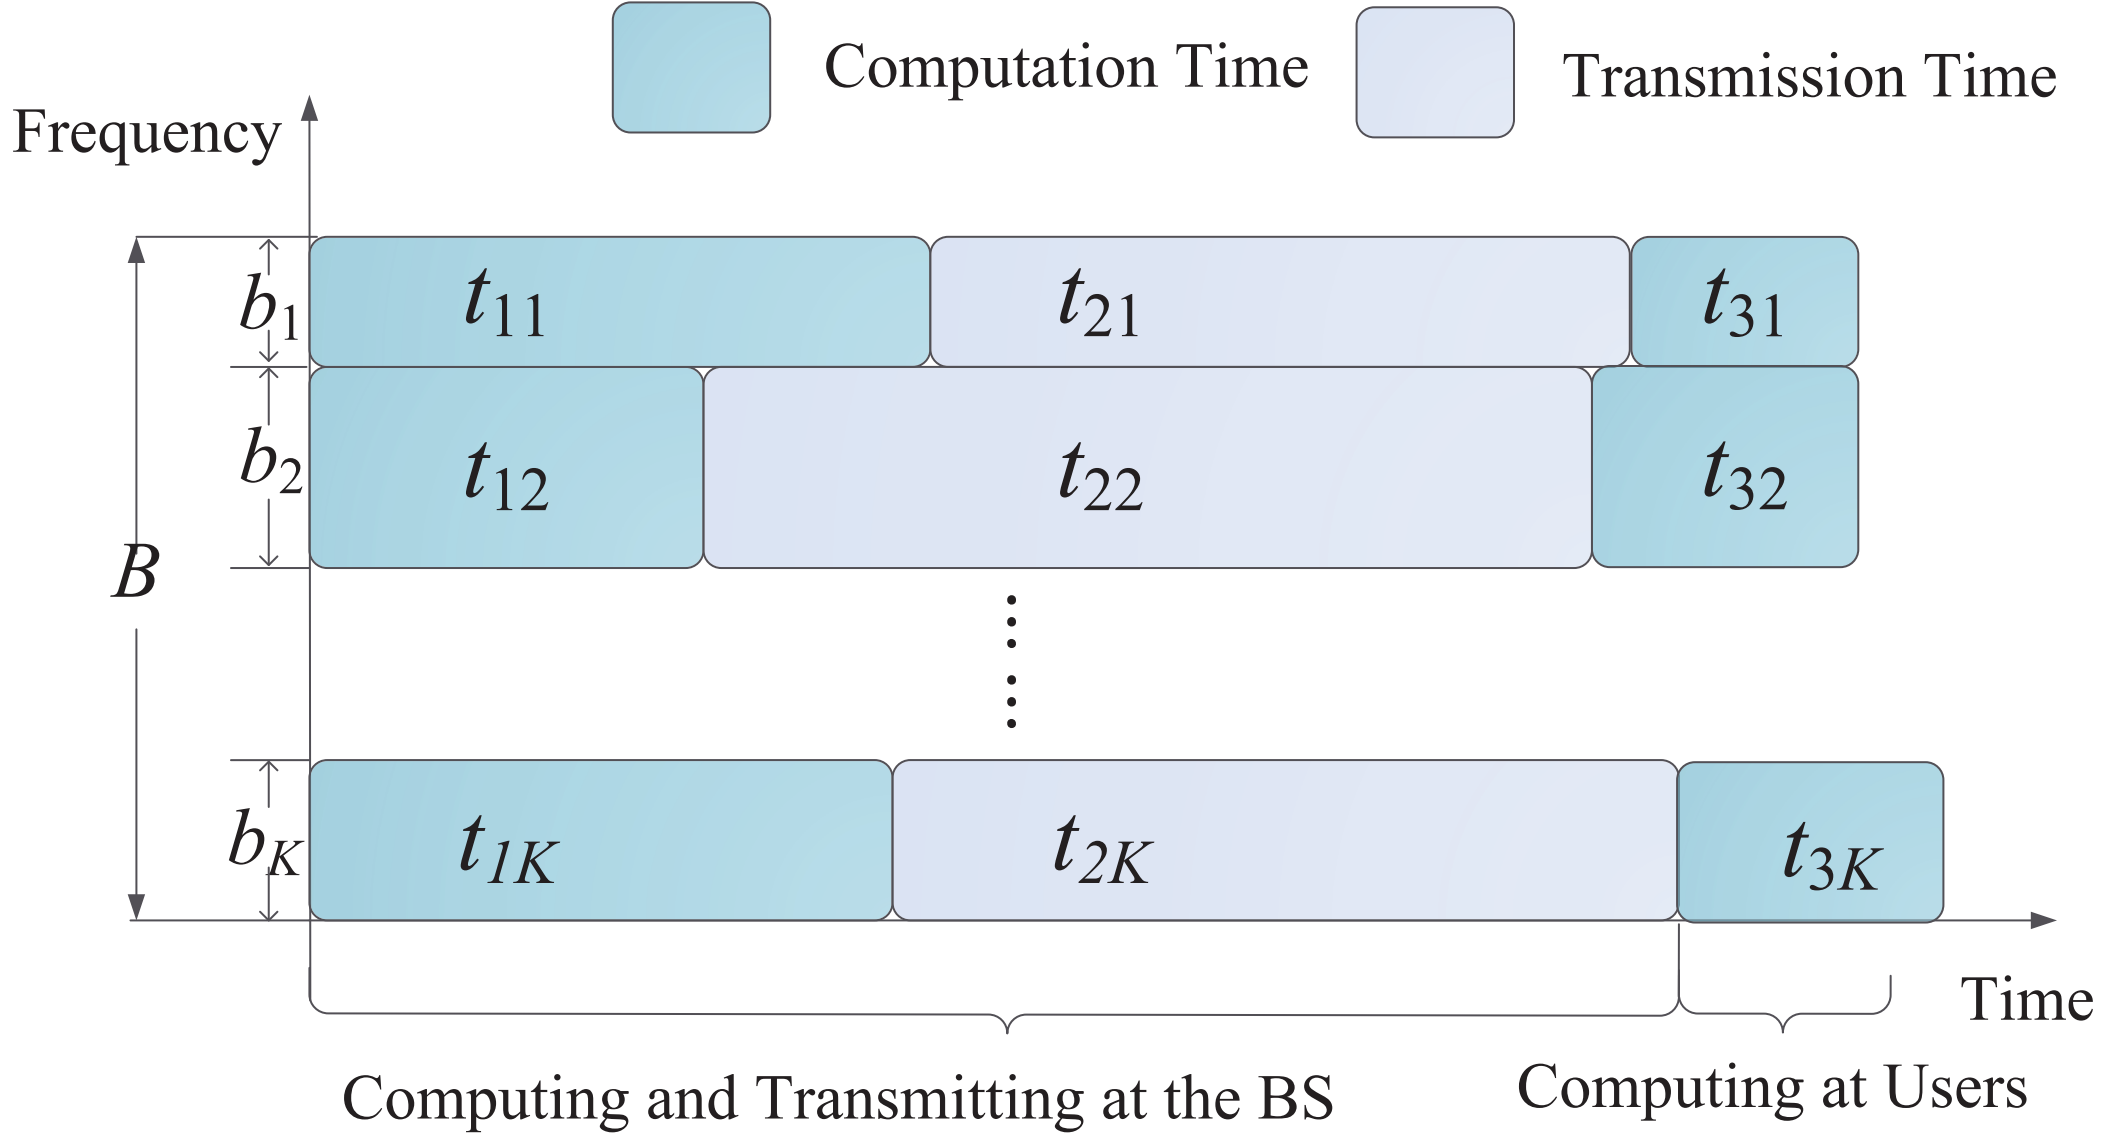 Computation Time
Transmission Time
Frequency
b1
t11
t21
t31
b2
t12
t22
t32
B
bK
t1K
t2K
t3K
Time
Computing and Transmitting at the BS
Computing at Users